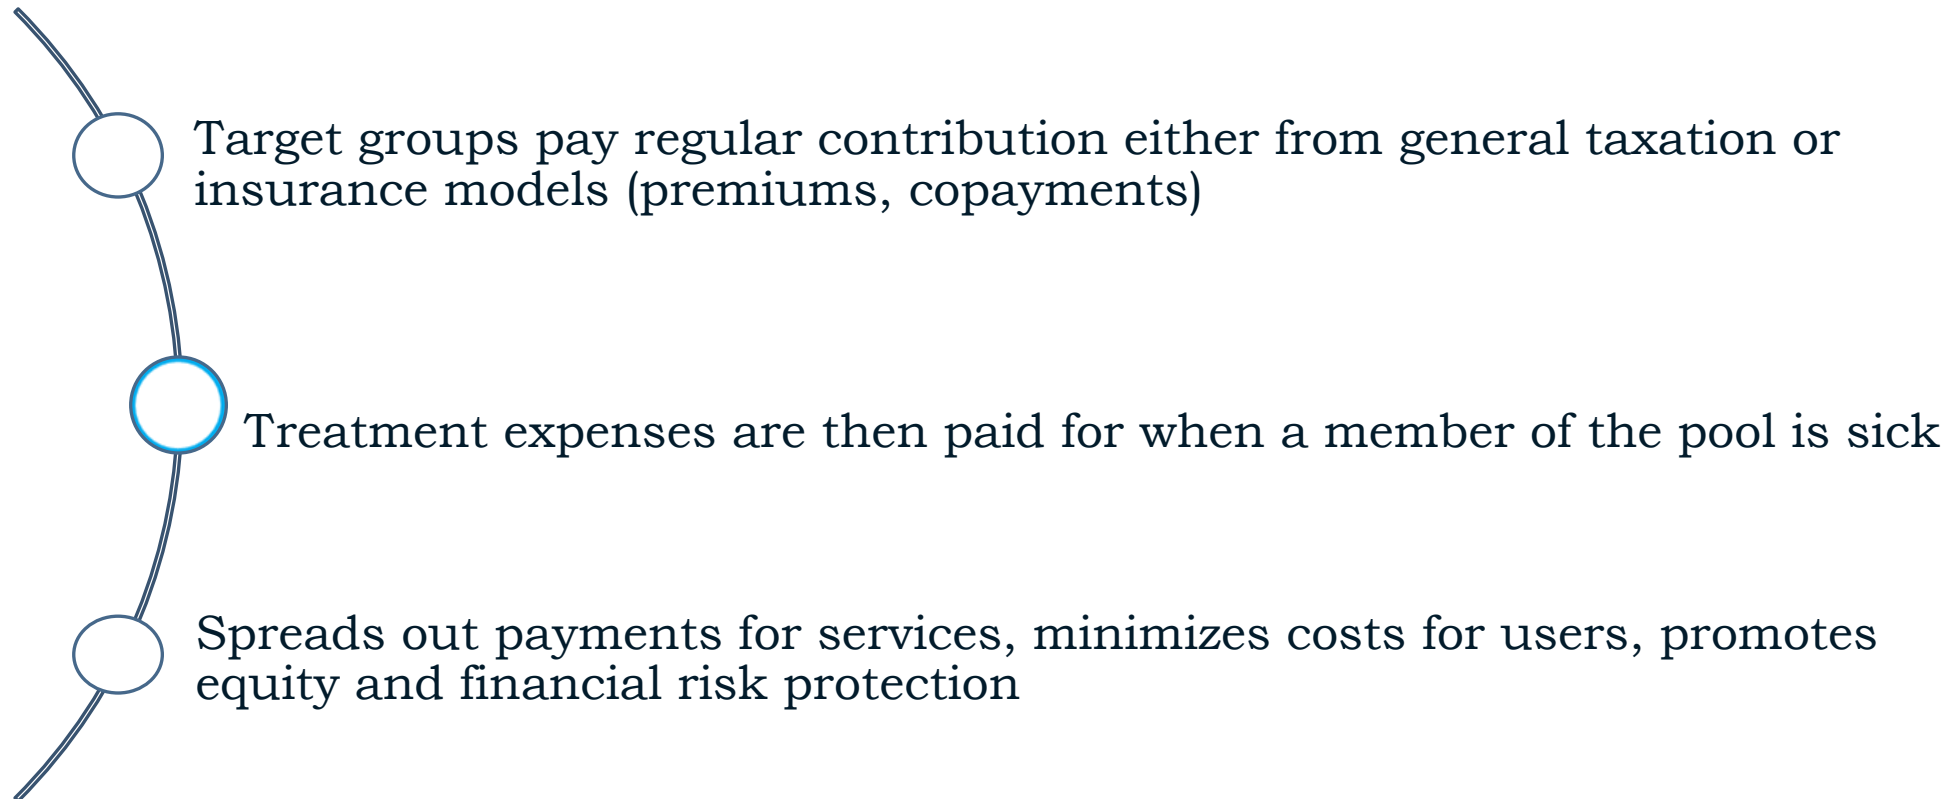 Target groups pay regular contribution either from general taxation or
insurance models (premiums, copayments)
Treatment expenses are then paid for when a member of the pool is sick
Spreads out payments for services, minimizes costs for users, promotes
equity and financial risk protection